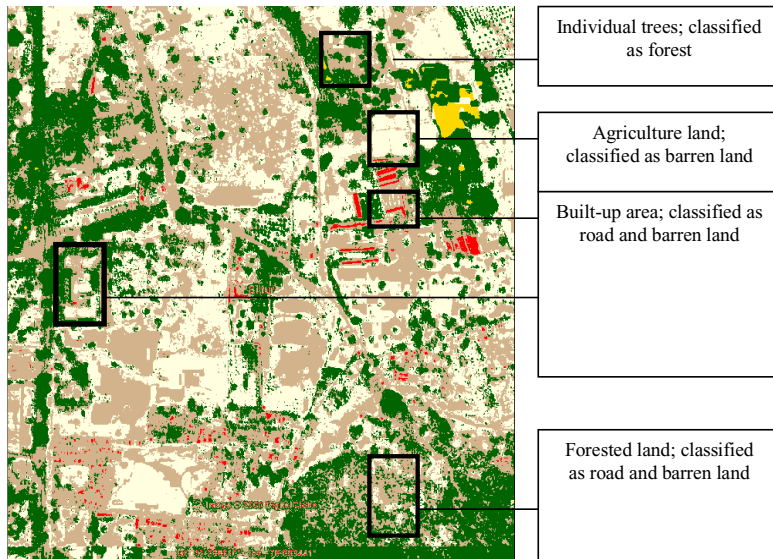 Individual trees; classified
as forest
Agriculture land;
classified as barren land
Built-up area; classified as
road and barren land
Forested land; classified
as road and barren land